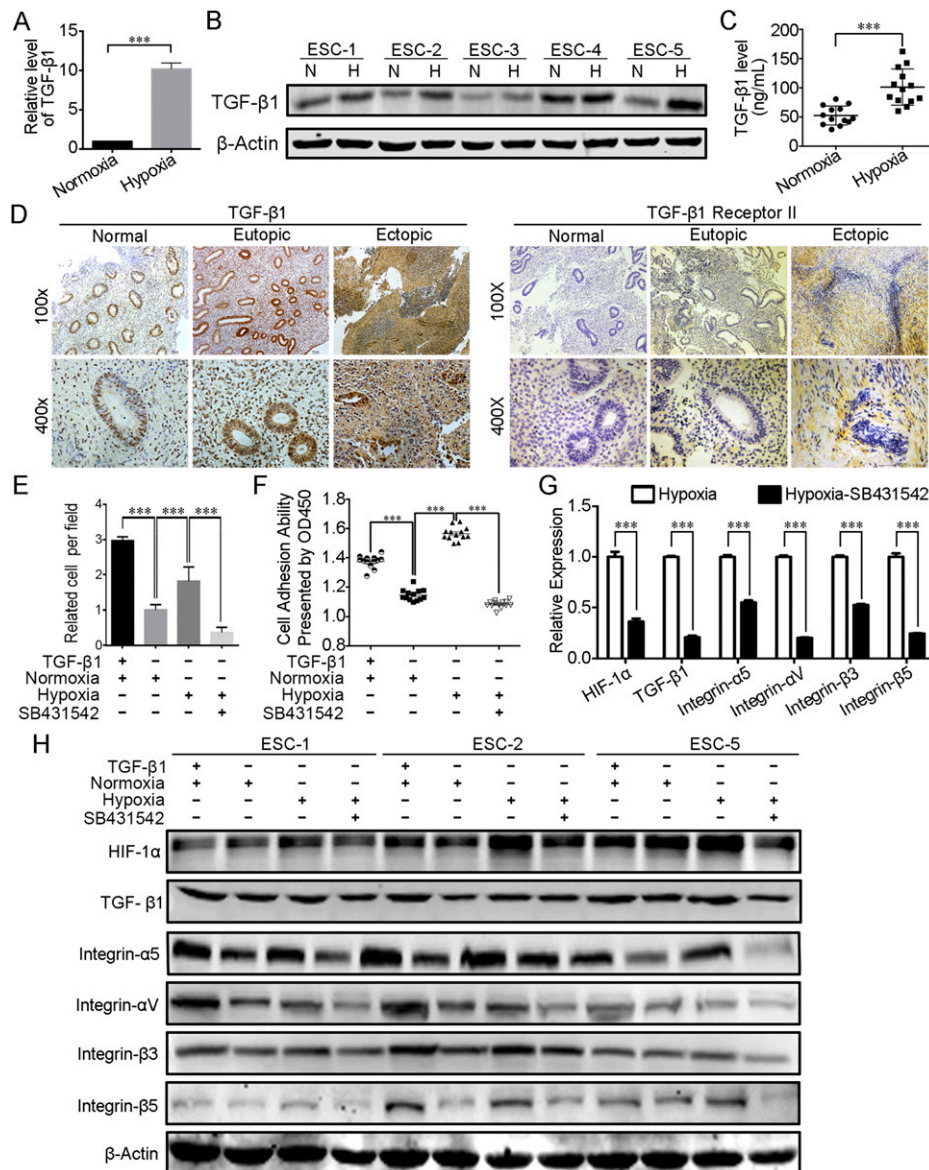 A
Relative level
of TGF-β1
15
10
5
0
***
Normoxia
Hypoxia
B
ESC-1 ESC-2 ESC-3 ESC-4 ESC-5
N H N H N H N H N H
TGF-β1
β-Actin
C
TGF-β1 level
(ng/mL)
200
150
100
50
0
***
Normoxia
Hypoxia
D
TGF-β1
Normal Eutopic Ectopic
100X
400X
TGF-β1 Receptor II
Normal Eutopic Ectopic
100X
400X
E
Related cell per field
4
3
2
1
0
*** *** ***
TGF-β1 + − − −
Normoxia + + − −
Hypoxia − − + +
SB431542 − − − +
F
Cell Adhesion Ability
Presented by OD450
1.8
1.6
1.4
1.2
1.0
*** *** ***
TGF-β1 + − − −
Normoxia + + − −
Hypoxia − − + +
SB431542 − − − +
G
Hypoxia Hypoxia-SB431542
Relative Expression
1.5
1.0
0.5
0.0
*** *** *** *** *** ***
HIF-1α
TGF-β1
Integrin-α5
Integrin-αV
Integrin-β3
Integrin-β5
H
ESC-1 ESC-2 ESC-5
TGF-β1 + − − − + − − − + − − −
Normoxia + + − − + + − − + + − −
Hypoxia − − + + − − + + − − + +
SB431542 − − − + − − − + − − − +
HIF-1α
TGF- β1
Integrin-α5
Integrin-αV
Integrin-β3
Integrin-β5
β-Actin